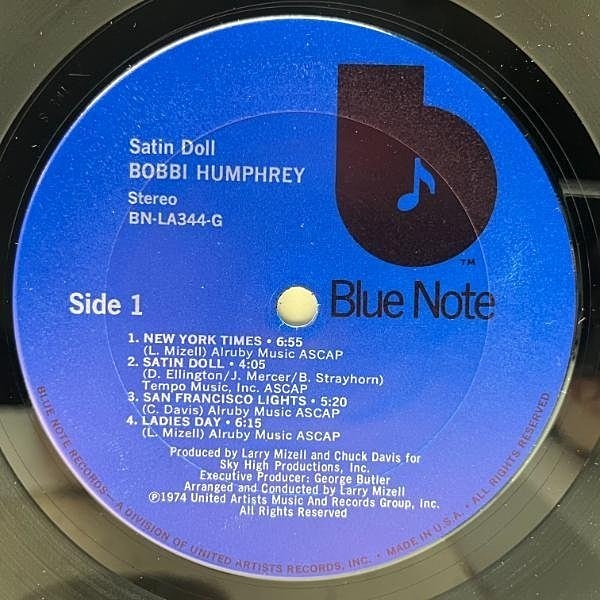 Satin Doll
BOBBI HUMPHREY
Stereo
BN-LA344-G
TM
Side 1
Blue Note
1. NEW YORK TIMES • 6:55
(L. Mizell) Alruby Music ASCAP
2. SATIN DOLL • 4:05
(D. Ellington/J. Mercer/B. Strayhorn)
Tempo Music, Inc. ASCAP
3. SAN FRANCISCO LIGHTS • 5:20
(C. Davis) Alruby Music ASCAP
4. LADIES DAY • 6:15
(L. Mizell) Alruby Music ASCAP
Produced by Larry Mizell and Chuck Davis for
Sky High Productions, Inc.
Executive Producer: George Butler
Arranged and Conducted by Larry Mizell
℗1974 United Artists Music And Records Group, Inc.
All Rights Reserved
BLUE NOTE RECORDS—A DIVISION OF UNITED ARTISTS RECORDS, INC. • MADE IN U.S.A. • ALL RIGHTS RESERVED